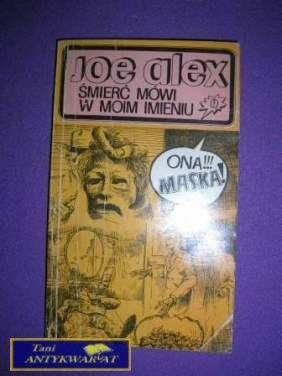 Joe alex
ŚMIERĆ MÓWI
W MOIM IMIENIU
ONA!!!
MASKA!
Tani
ANTYKWARIAT